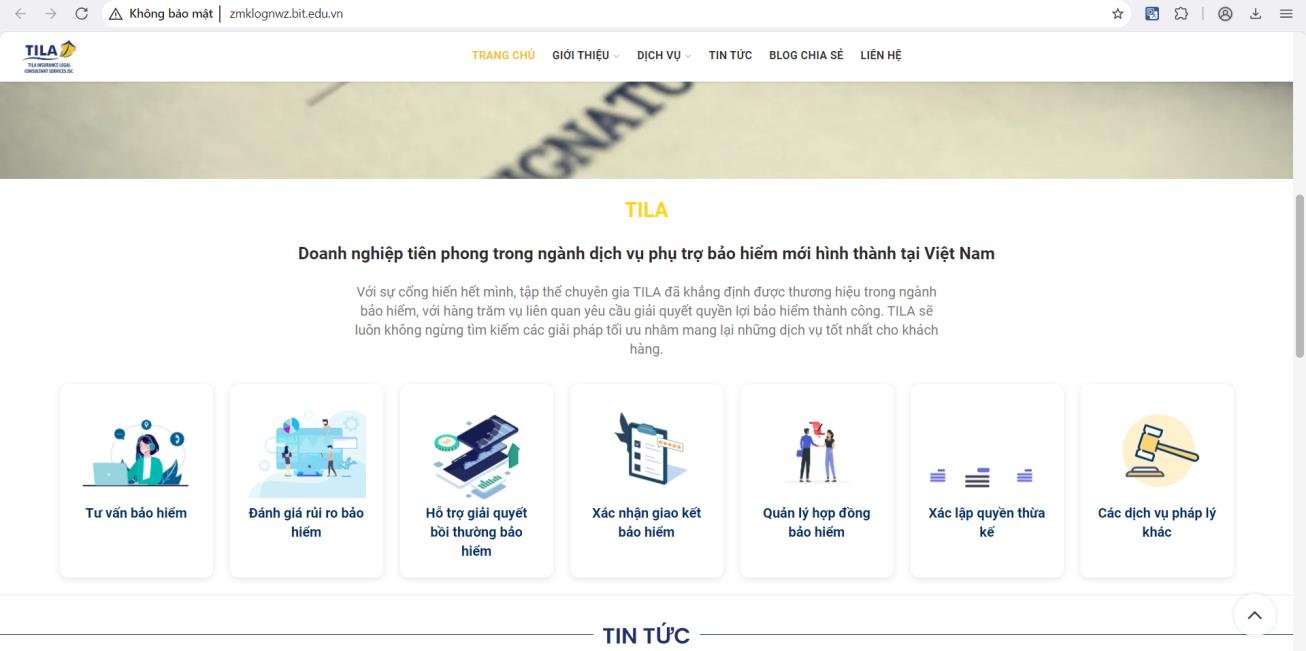 Không bảo mật
zmklognwz.bit.edu.vn
TILA
TILA INSURANCE LEGAL
CONSULTANT SERVICES.JSC
TRANG CHỦ GIỚI THIỆU DỊCH VỤ TIN TỨC BLOG CHIA SẺ LIÊN HỆ
TILA
Doanh nghiệp tiên phong trong ngành dịch vụ phụ trợ bảo hiểm mới hình thành tại Việt Nam
Với sự cống hiến hết mình, tập thể chuyên gia TILA đã khẳng định được thương hiệu trong ngành
bảo hiểm, với hàng trăm vụ liên quan yêu cầu giải quyết quyền lợi bảo hiểm thành công. TILA sẽ
luôn không ngừng tìm kiếm các giải pháp tối ưu nhằm mang lại những dịch vụ tốt nhất cho khách
hàng.
Tư vấn bảo hiểm
Đánh giá rủi ro bảo
hiểm
Hỗ trợ giải quyết
bồi thường bảo
hiểm
Xác nhận giao kết
bảo hiểm
Quản lý hợp đồng
bảo hiểm
Xác lập quyền thừa
kế
Các dịch vụ pháp lý
khác
TIN TỨC